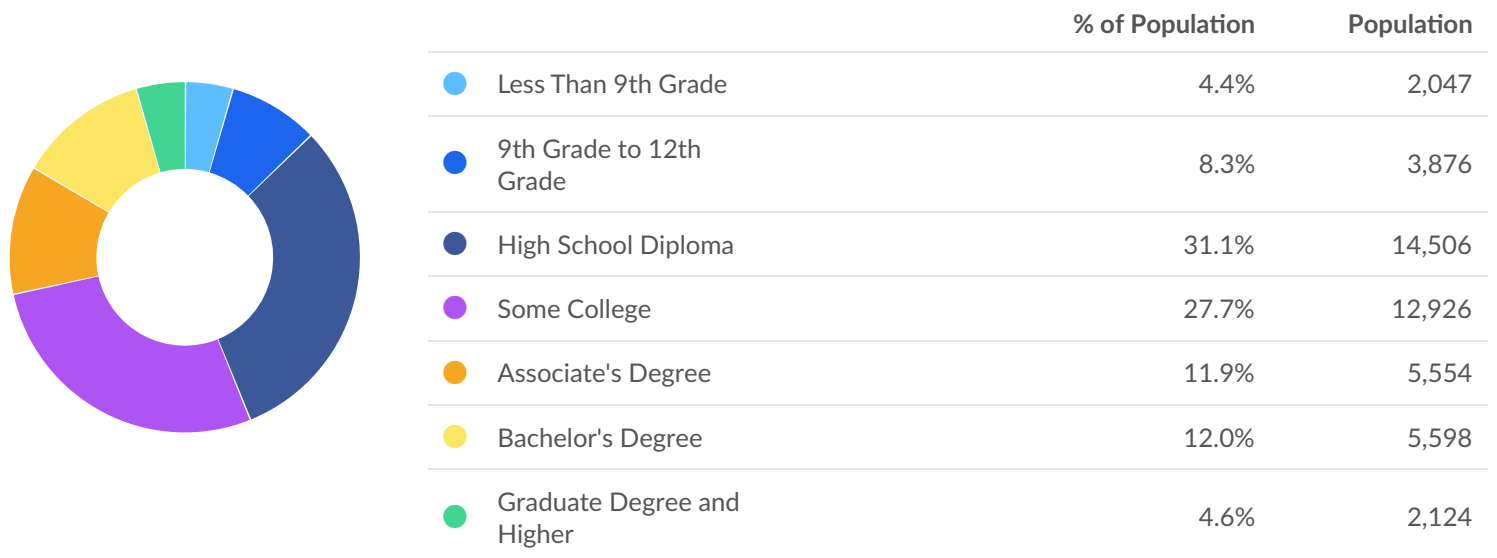 % of Population Population
Less Than 9th Grade 4.4% 2,047
9th Grade to 12th
Grade 8.3% 3,876
High School Diploma 31.1% 14,506
Some College 27.7% 12,926
Associate's Degree 11.9% 5,554
Bachelor's Degree 12.0% 5,598
Graduate Degree and
Higher 4.6% 2,124